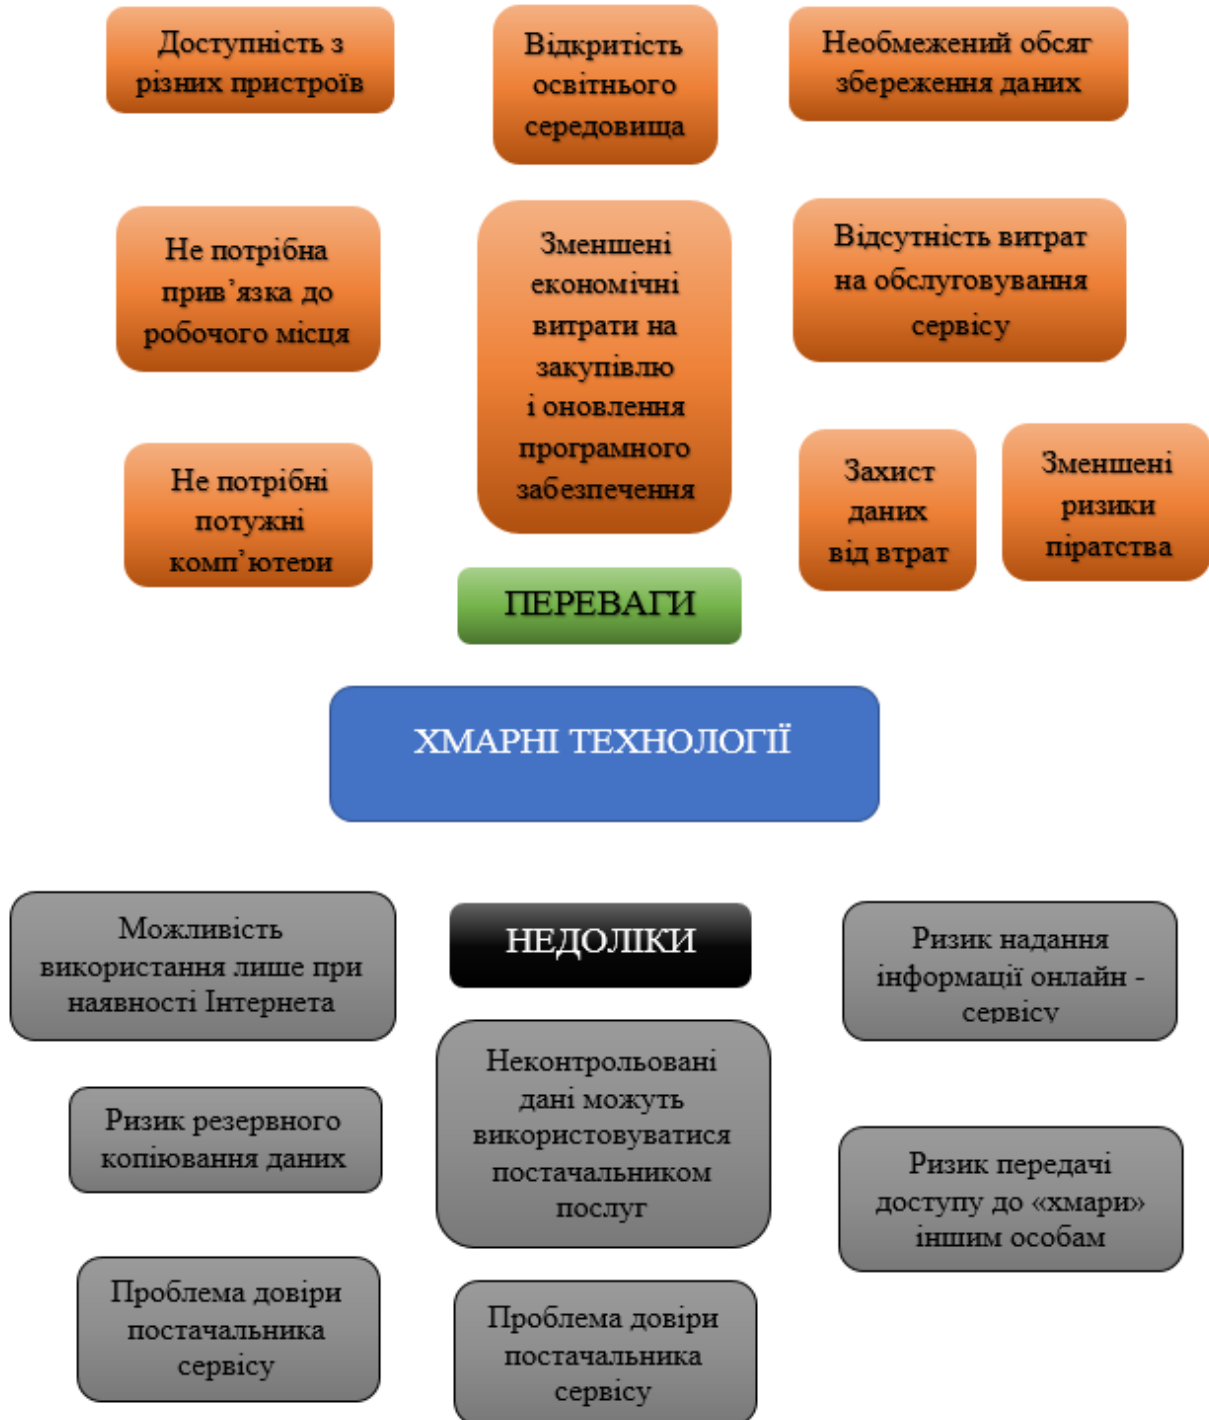 Доступність з
різних пристроїв
Відкритість
освітнього
середовища
Необмежений обсяг
збереження даних
Не потрібна
прив’язка до
робочого місця
Зменшені
економічні
витрати на
закупівлю
і оновлення
програмного
забезпечення
Відсутність витрат
на обслуговування
сервісу
Не потрібні
потужні
комп’ютери
Захист
даних
від втрат
Зменшені
ризики
піратства
ПЕРЕВАГИ
ХМАРНІ ТЕХНОЛОГІЇ
Можливість
використання лише при
наявності Інтернета
НЕДОЛІКИ
Ризик надання
інформації онлайн -
сервісу
Неконтрольовані
дані можуть
використовуватися
постачальником
послуг
Ризик резервного
копіювання даних
Ризик передачі
доступу до «хмари»
іншим особам
Проблема довіри
постачальника
сервісу
Проблема довіри
постачальника
сервісу